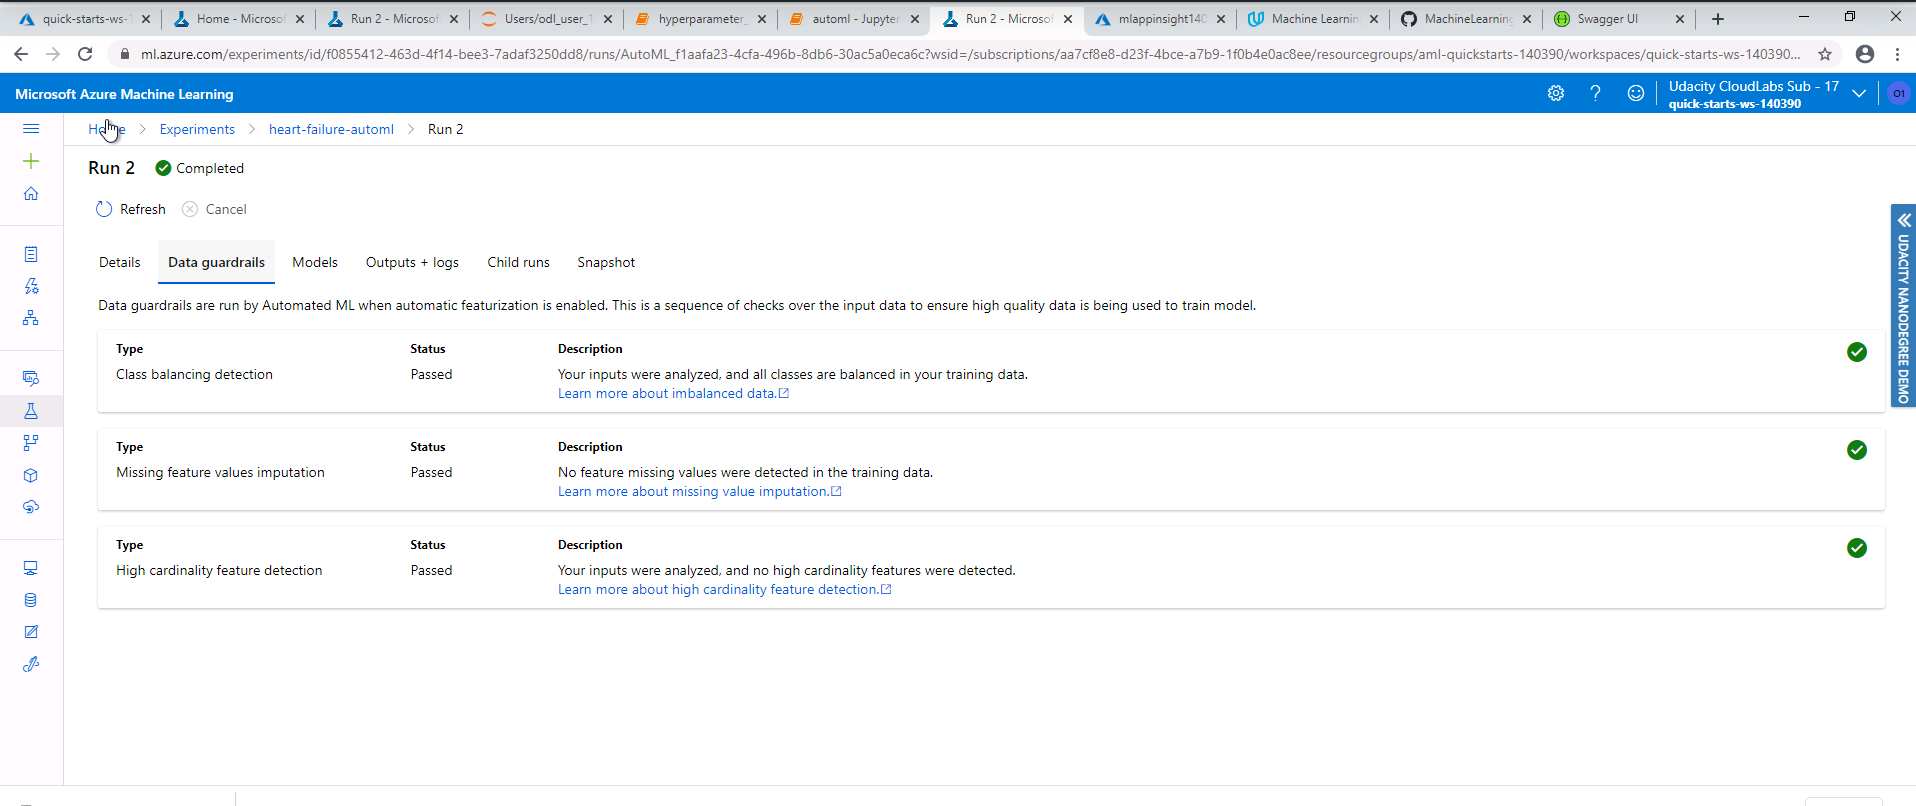 quick-starts-ws-1
Home - Microsof
Run 2 - Microsof
Users/odl_user_1
hyperparameter_
automl - Jupyter
Run 2 - Microsof
mlappinsight140
Machine Learnin
MachineLearning
Swagger UI
ml.azure.com/experiments/id/f0855412-463d-4f14-bee3-7adaf3250dd8/runs/AutoML_f1aafa23-4cfa-496b-8db6-30ac5a0eca6c?wsid=/subscriptions/aa7cf8e8-d23f-4bce-a7b9-1f0b4e0ac8ee/resourcegroups/aml-quickstarts-140390/workspaces/quick-starts-ws-140390...
Microsoft Azure Machine Learning
Udacity CloudLabs Sub - 17
quick-starts-ws-140390
O1
Home > Experiments > heart-failure-automl > Run 2
Run 2 Completed
Refresh Cancel
Details Data guardrails Models Outputs + logs Child runs Snapshot
Data guardrails are run by Automated ML when automatic featurization is enabled. This is a sequence of checks over the input data to ensure high quality data is being used to train model.
Type Status Description
Class balancing detection Passed Your inputs were analyzed, and all classes are balanced in your training data.
Learn more about imbalanced data.
Type Status Description
Missing feature values imputation Passed No feature missing values were detected in the training data.
Learn more about missing value imputation.
Type Status Description
High cardinality feature detection Passed Your inputs were analyzed, and no high cardinality features were detected.
Learn more about high cardinality feature detection.
UDACITY NANODEGREE DEMO